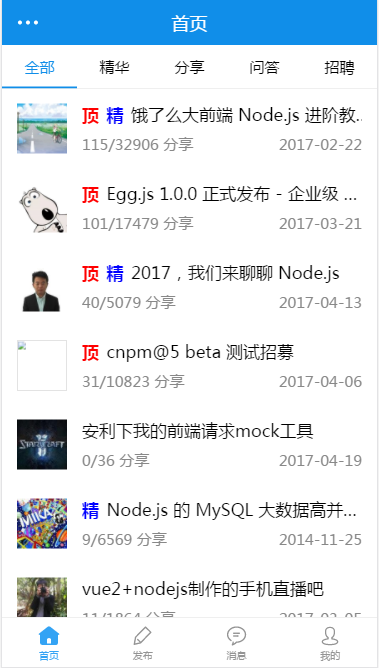 首页
全部 精华 分享 问答 招聘
顶 精 饿了么大前端 Node.js 进阶教...
115/32906 分享 2017-02-22
顶 Egg.js 1.0.0 正式发布 - 企业级 ...
101/17479 分享 2017-03-21
顶 精 2017，我们来聊聊 Node.js
40/5079 分享 2017-04-13
顶 cnpm@5 beta 测试招募
31/10823 分享 2017-04-06
安利下我的前端请求mock工具
0/36 分享 2017-04-19
精 Node.js 的 MySQL 大数据高并...
9/6569 分享 2014-11-25
vue2+nodejs制作的手机直播吧
11/1864 分享 2017-03-05
首页 发布 消息 我的